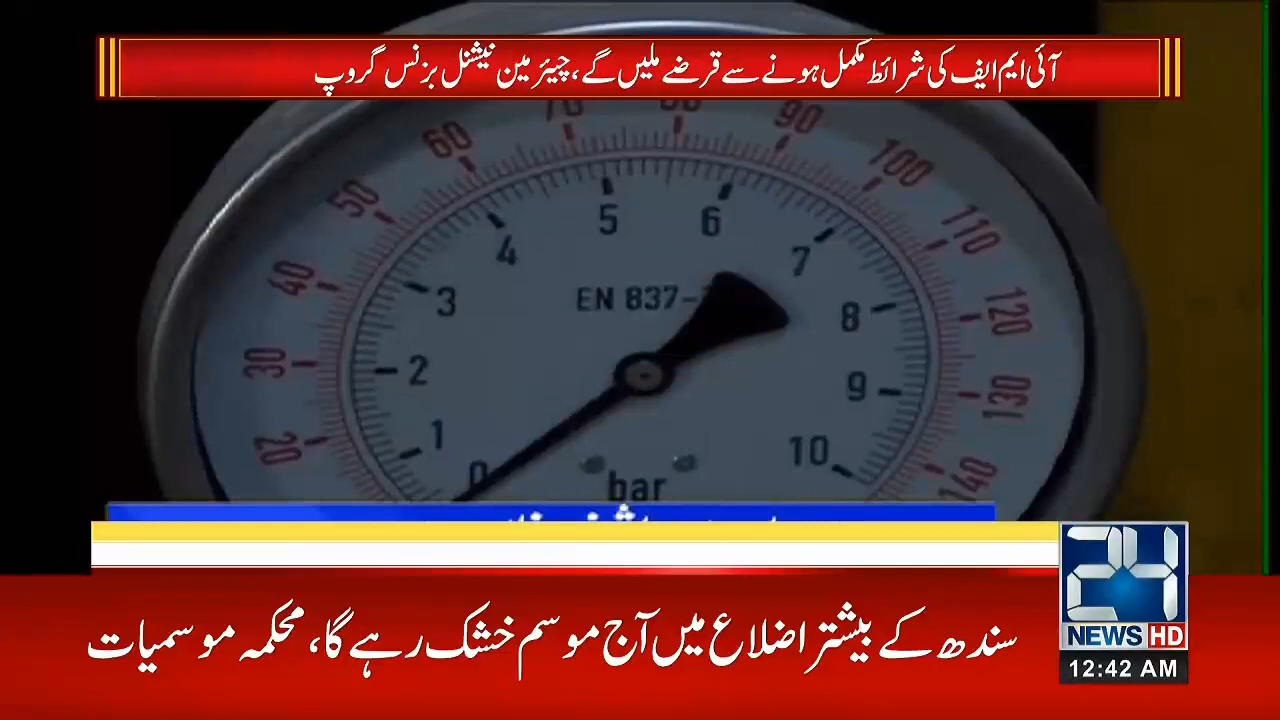 آئی ایم ایف کی شرائط مکمل ہونے سے قرضے ملیں گے، چیئرمین نیشنل بزنس گروپ
20 30 40 50 60 70 80 90 100 110 120 130 140
0 1 2 3 4 5 6 7 8 9 10
EN 837-
bar
24
NEWS HD
12:42 AM
سندھ کے بیشتر اضلاع میں آج موسم خشک رہے گا، محکمہ موسمیات